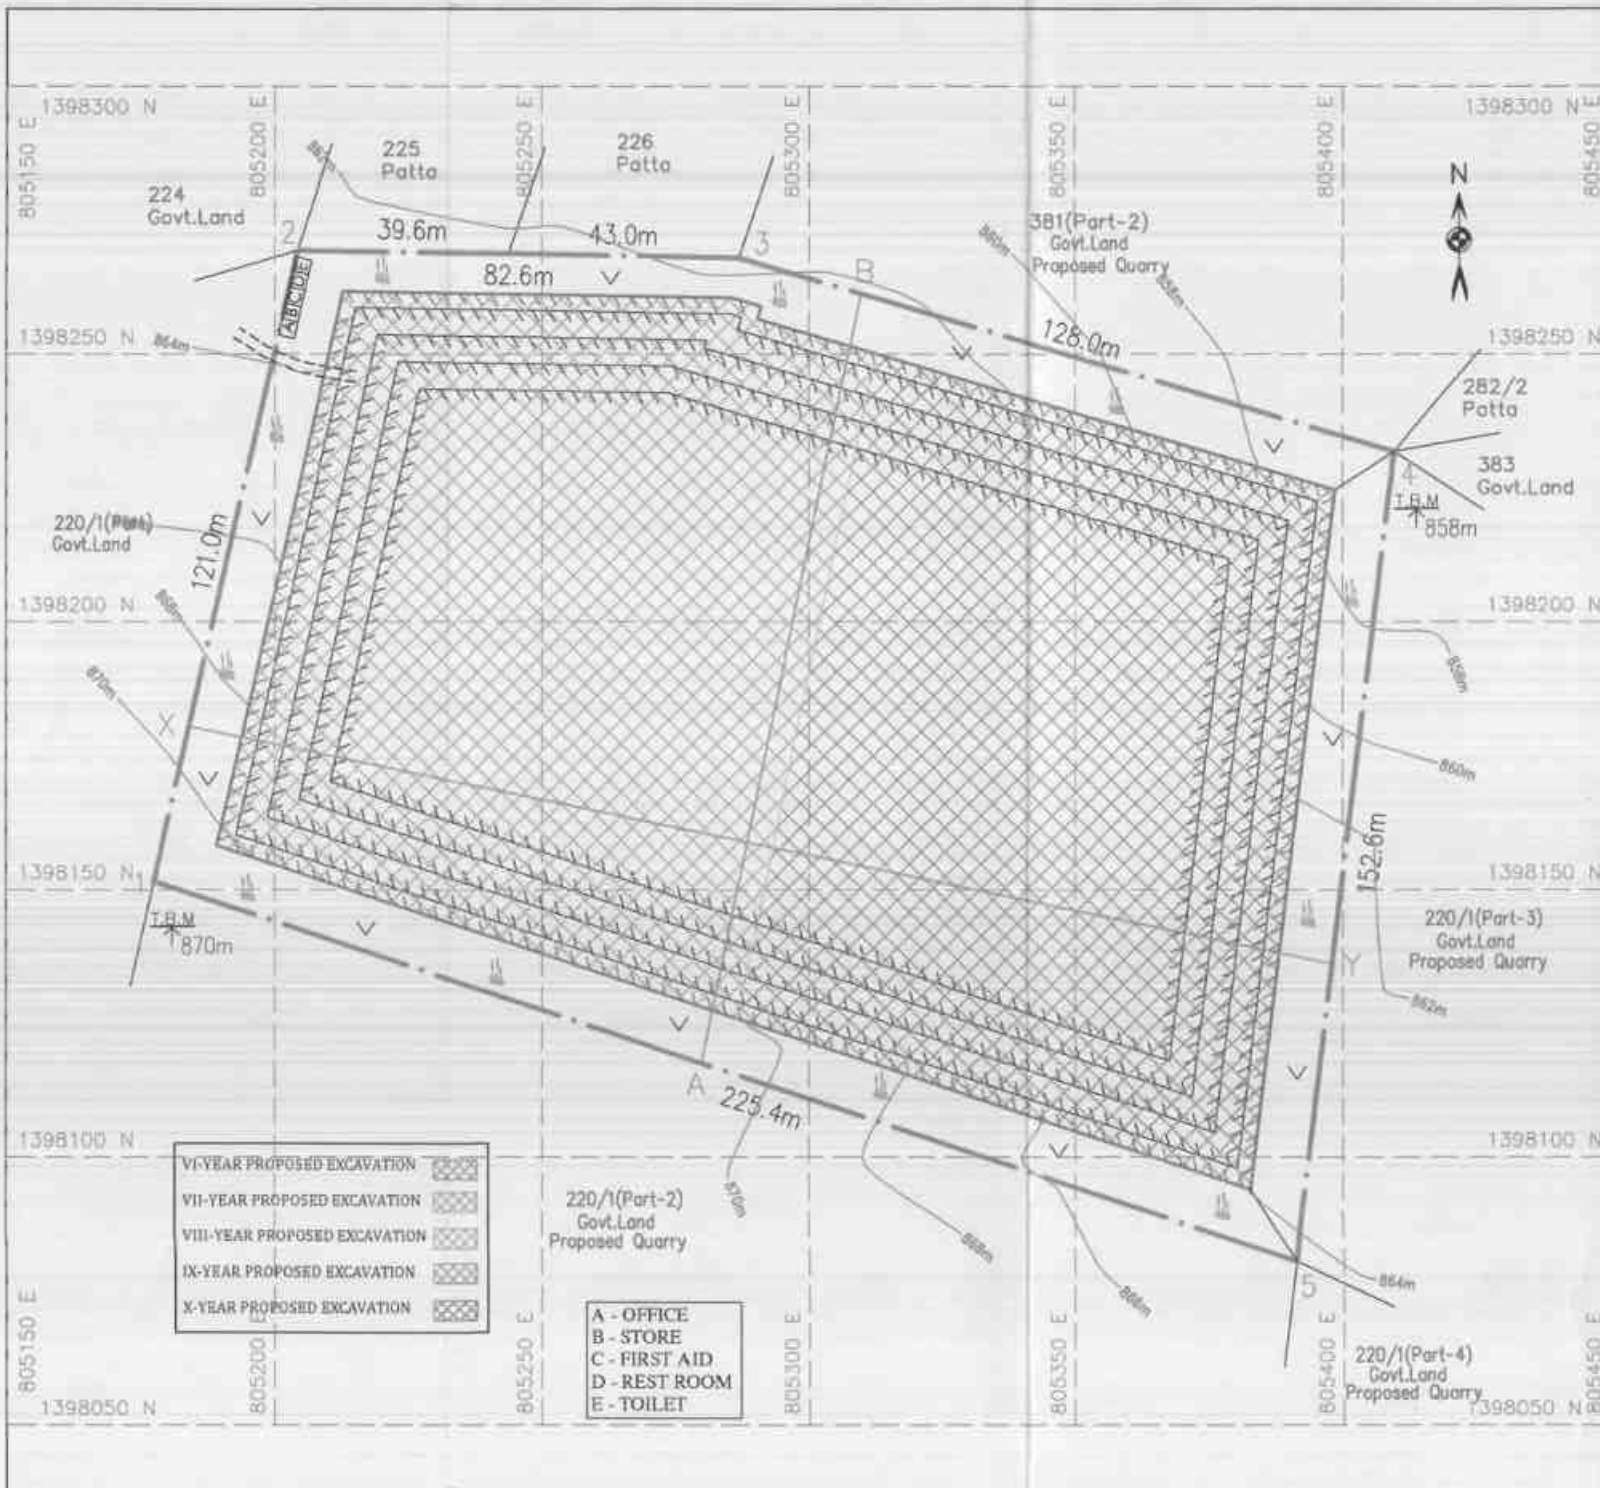 1398300 N
1398300 N
805150 E
805200 E
805250 E
805300 E
805350 E
805400 E
805450 E
225
Patta
226
Patta
224
Govt.Land
N
381(Part-2)
Govt.Land
Proposed Quarry
860m
858m
2
39.6m
43.0m
3
82.6m
B
128.0m
A B C D E
1398250 N
1398250 N
864m
282/2
Patta
383
Govt.Land
4
T.B.M
858m
220/1(Part)
Govt.Land
121.0m
1398200 N
1398200 N
868m
858m
870m
X
860m
152.6m
1398150 N
1398150 N
1
T.B.M
870m
220/1(Part-3)
Govt.Land
Proposed Quarry
Y
862m
A
225.4m
1398100 N
1398100 N
VI-YEAR PROPOSED EXCAVATION
VII-YEAR PROPOSED EXCAVATION
VIII-YEAR PROPOSED EXCAVATION
IX-YEAR PROPOSED EXCAVATION
X-YEAR PROPOSED EXCAVATION
220/1(Part-2)
Govt.Land
Proposed Quarry
870m
868m
866m
864m
5
A - OFFICE
B - STORE
C - FIRST AID
D - REST ROOM
E - TOILET
220/1(Part-4)
Govt.Land
Proposed Quarry
805150 E
805200 E
805250 E
805300 E
805350 E
805400 E
805450 E
1398050 N
1398050 N